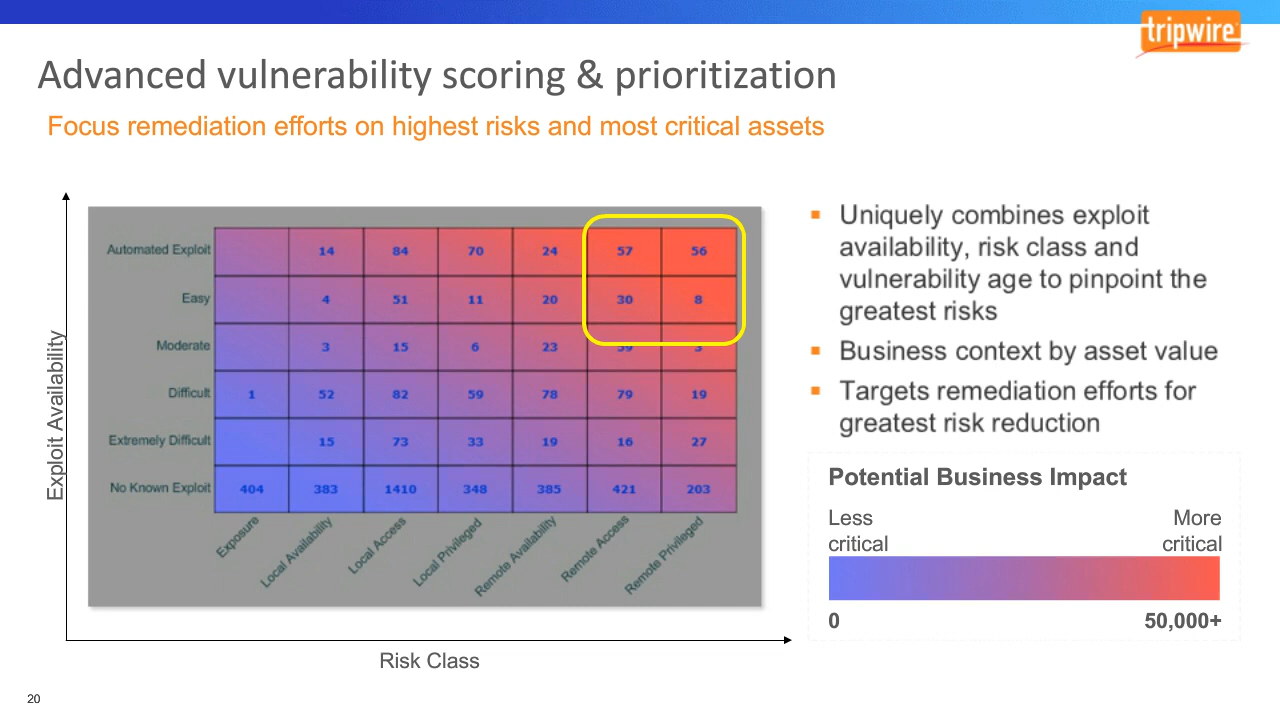 tripwire
Advanced vulnerability scoring & prioritization
Focus remediation efforts on highest risks and most critical assets
Exploit Availability
Automated Exploit 14 84 70 24 57 56
Easy 4 51 11 20 30 8
Moderate 3 15 6 23
Difficult 1 52 82 59 78 79 19
Extremely Difficult 15 73 33 19 16 27
No Known Exploit 404 383 1410 348 385 421 203
Exposure Local Availability Local Access Local Privileged Remote Availability Remote Access Remote Privileged
Risk Class
▪ Uniquely combines exploit
availability, risk class and
vulnerability age to pinpoint the
greatest risks
▪ Business context by asset value
▪ Targets remediation efforts for
greatest risk reduction
Potential Business Impact
Less More
critical critical
0 50,000+
20